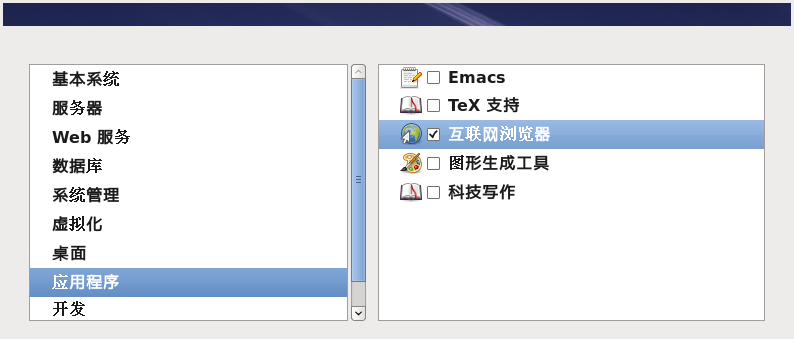 基本系统
服务器
Web 服务
数据库
系统管理
虚拟化
桌面
应用程序
开发
Emacs
TeX 支持
互联网浏览器
图形生成工具
科技写作